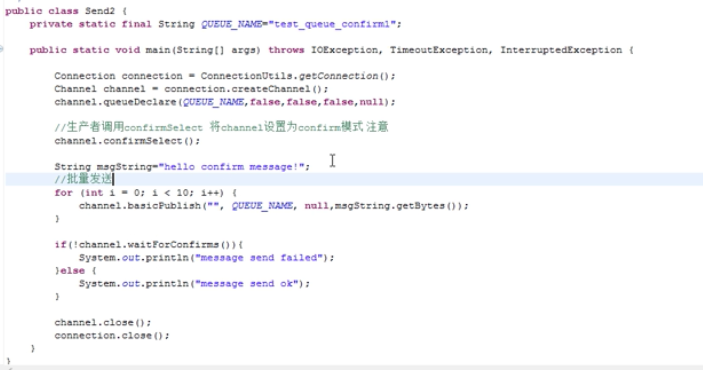 public class Send2 {
private static final String QUEUE_NAME="test_queue_confirm1";
public static void main(String[] args) throws IOException, TimeoutException, InterruptedException {
Connection connection = ConnectionUtils.getConnection();
Channel channel = connection.createChannel();
channel.queueDeclare(QUEUE_NAME,false,false,false,null);
//生产者调用confirmSelect 将channel设置为confirm模式 注意
channel.confirmSelect();
String msgString="hello confirm message!";
//批量发送
for (int i = 0; i < 10; i++) {
channel.basicPublish("", QUEUE_NAME, null,msgString.getBytes());
}
if(!channel.waitForConfirms()){
System.out.println("message send failed");
}else {
System.out.println("message send ok");
}
channel.close();
connection.close();
}
}